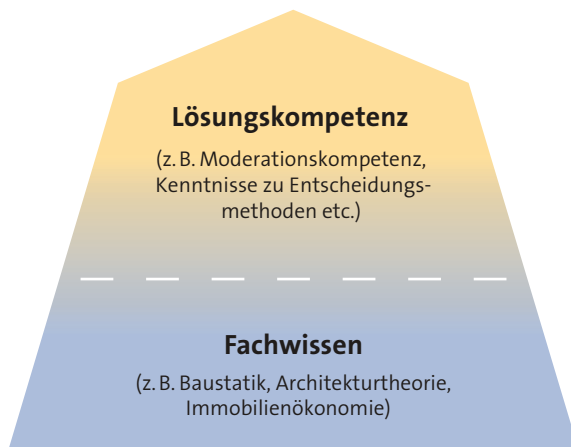 Lösungskompetenz
(z. B. Moderationskompetenz,
Kenntnisse zu Entscheidungs-
methoden etc.)
Fachwissen
(z. B. Baustatik, Architekturtheorie,
Immobilienökonomie)